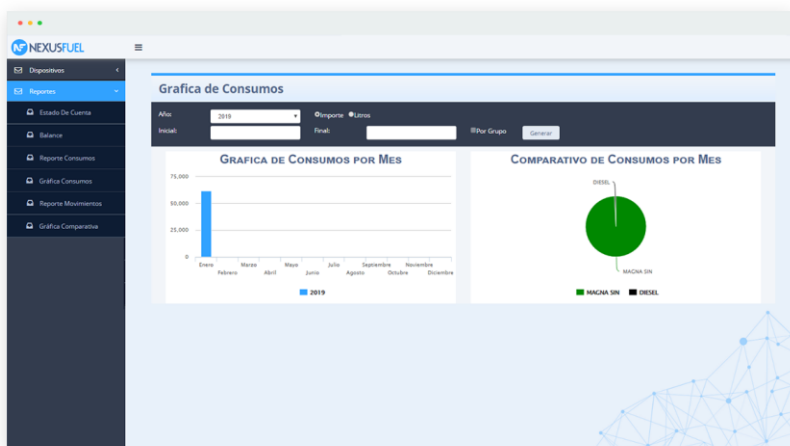 NEXUSFUEL
Dispositivos
Reportes
Estado De Cuenta
Balance
Reporte Consumos
Gráfica Consumos
Reporte Movimientos
Gráfica Comparativa
Grafica de Consumos
Año: 2019 Importe Litros
Inicial: Final: Por Grupo Generar
GRAFICA DE CONSUMOS POR MES
75,000
50,000
25,000
0
Enero Marzo Mayo Julio Septiembre Noviembre
Febrero Abril Junio Agosto Octubre Diciembre
2019
COMPARATIVO DE CONSUMOS POR MES
DIESEL
MAGNA SIN
MAGNA SIN DIESEL